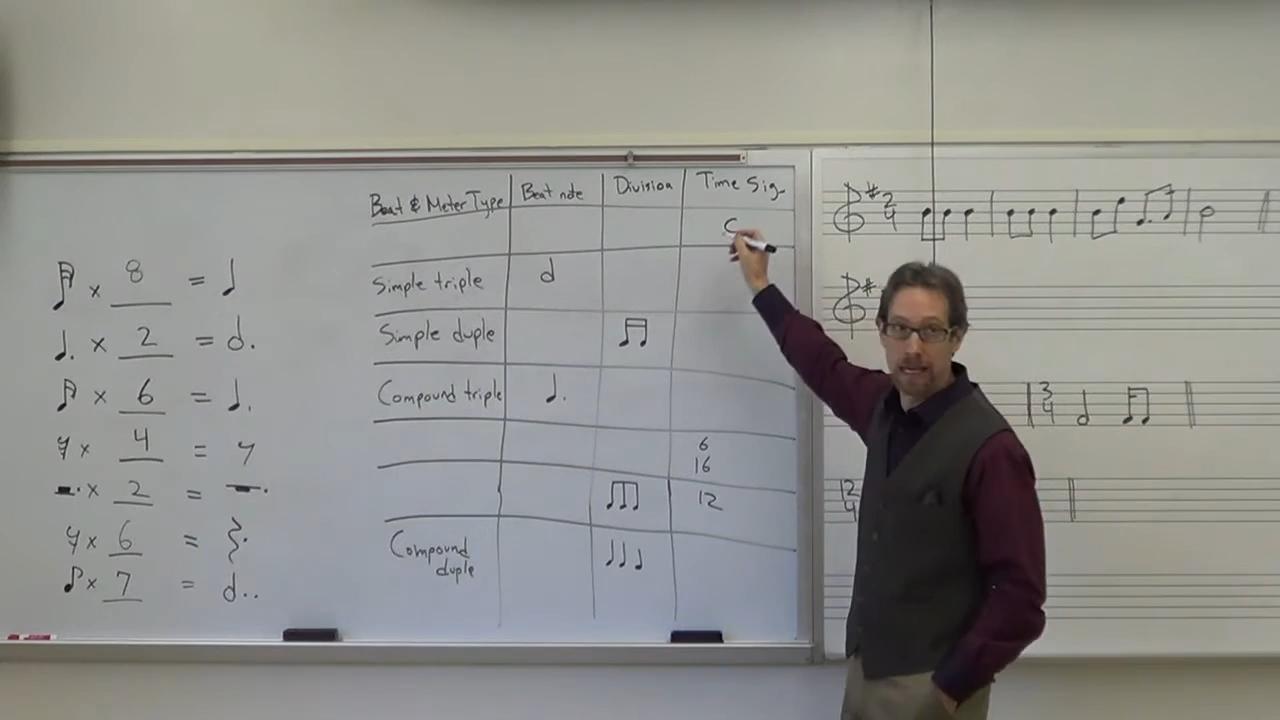 Beat & Meter Type Beat note Division Time Sig.
C
Simple triple
Simple duple
Compound triple
6
16
12
Compound
duple
x 8 =
x 2 =
x 6 =
x 4 =
x 2 =
x 6 =
x 7 =
2
4
3
4
12
4